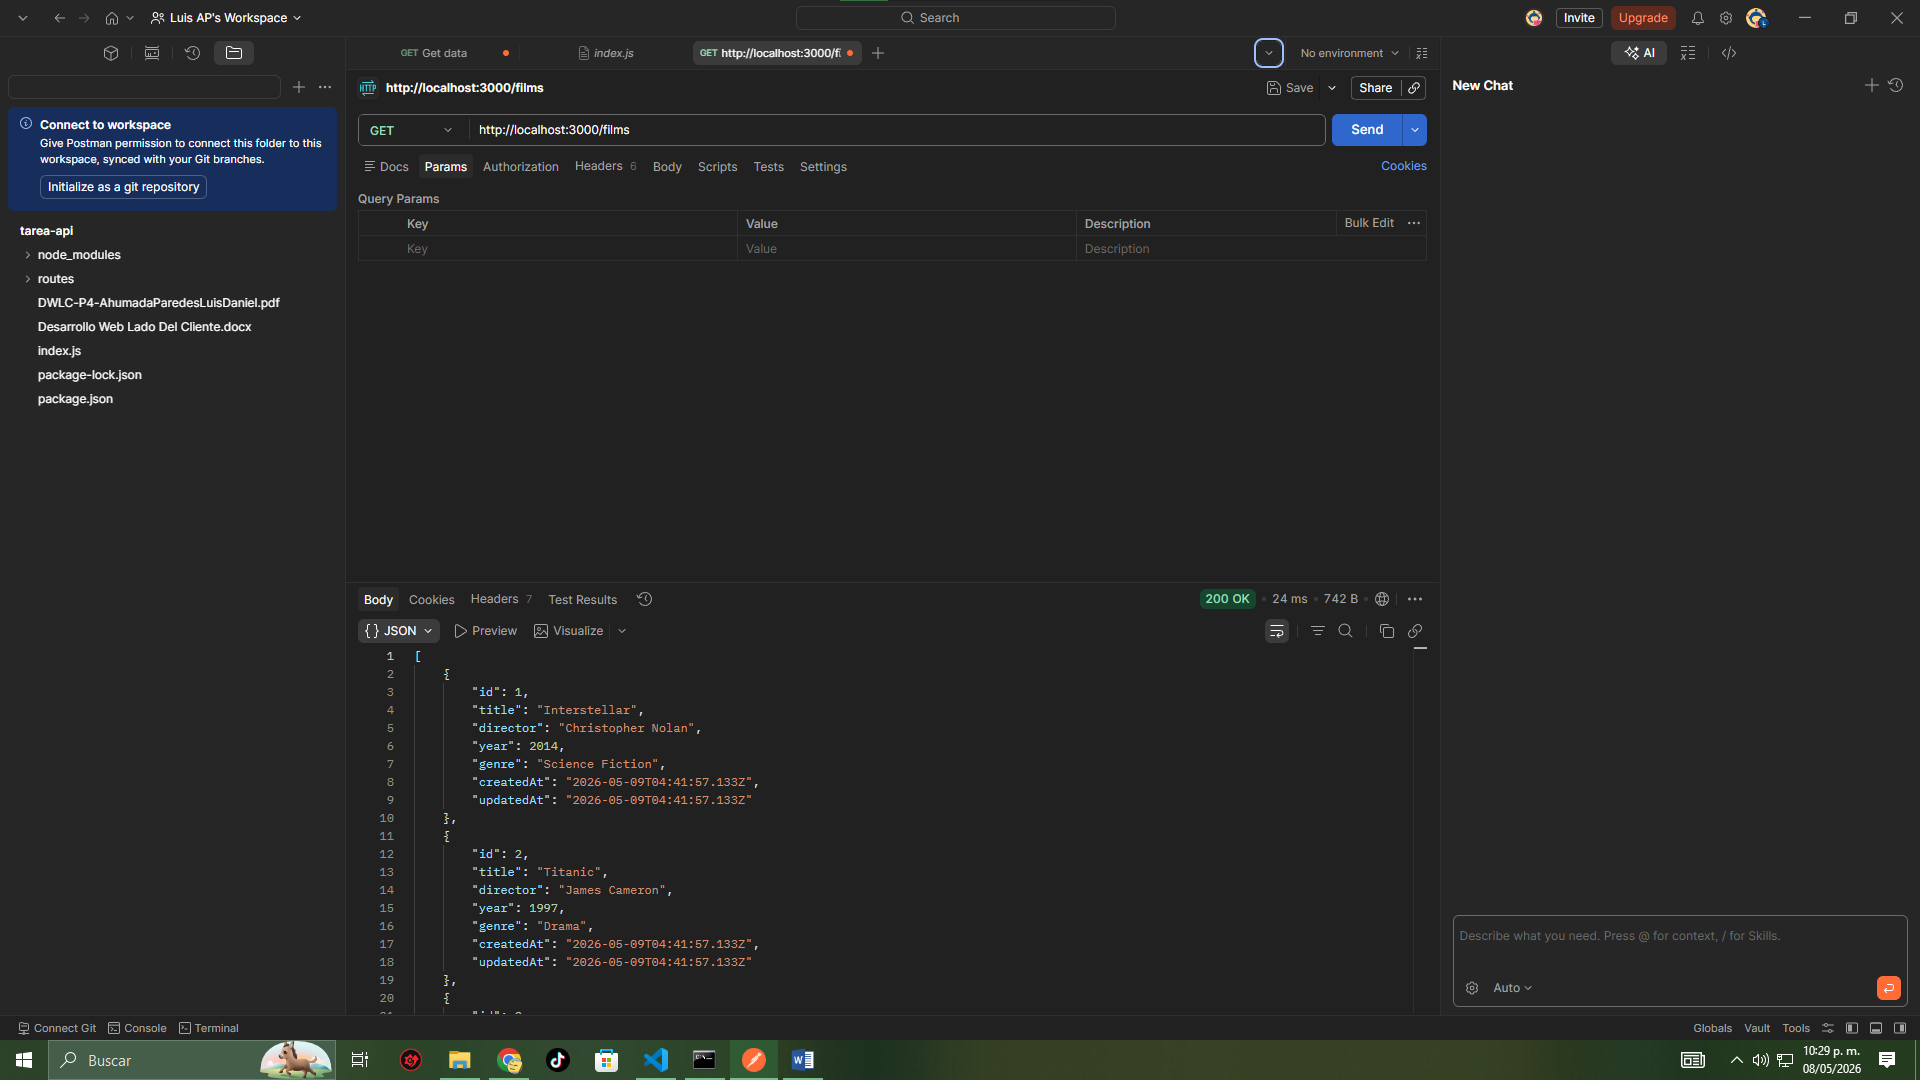 Luis AP's Workspace
Search
Invite
Upgrade
GET Get data
index.js
GET http://localhost:3000/fi
No environment
AI
http://localhost:3000/films
Save
Share
New Chat
Connect to workspace
Give Postman permission to connect this folder to this
workspace, synced with your Git branches.
Initialize as a git repository
GET
http://localhost:3000/films
Send
Docs
Params
Authorization
Headers 6
Body
Scripts
Tests
Settings
Cookies
Query Params
Key
Value
Description
Bulk Edit
Key
Value
Description
tarea-api
node_modules
routes
DWLC-P4-AhumadaParedesLuisDaniel.pdf
Desarrollo Web Lado Del Cliente.docx
index.js
package-lock.json
package.json
Body
Cookies
Headers 7
Test Results
200 OK
24 ms
742 B
{} JSON
Preview
Visualize
1 [
2 {
3 "id": 1,
4 "title": "Interstellar",
5 "director": "Christopher Nolan",
6 "year": 2014,
7 "genre": "Science Fiction",
8 "createdAt": "2026-05-09T04:41:57.133Z",
9 "updatedAt": "2026-05-09T04:41:57.133Z"
10 },
11 {
12 "id": 2,
13 "title": "Titanic",
14 "director": "James Cameron",
15 "year": 1997,
16 "genre": "Drama",
17 "createdAt": "2026-05-09T04:41:57.133Z",
18 "updatedAt": "2026-05-09T04:41:57.133Z"
19 },
20 {
Describe what you need. Press @ for context, / for Skills.
Auto
Connect Git
Console
Terminal
Globals
Vault
Tools
Buscar
10:29 p. m.
08/05/2026